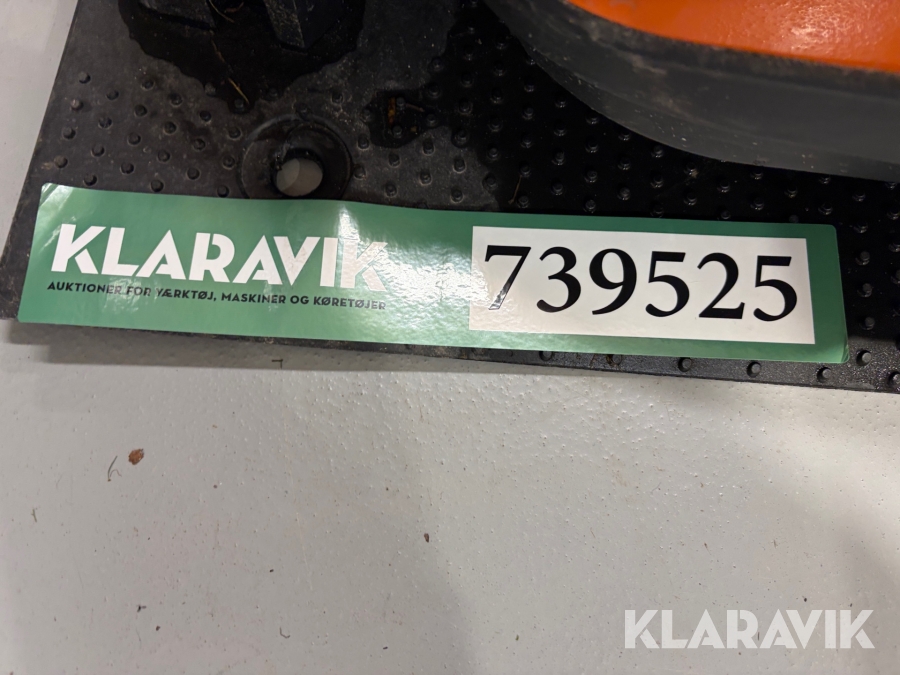 KLARAVIK
AUKTIONER FOR VÆRKTØJ, MASKINER OG KØRETØJER
739525
KLARAVIK